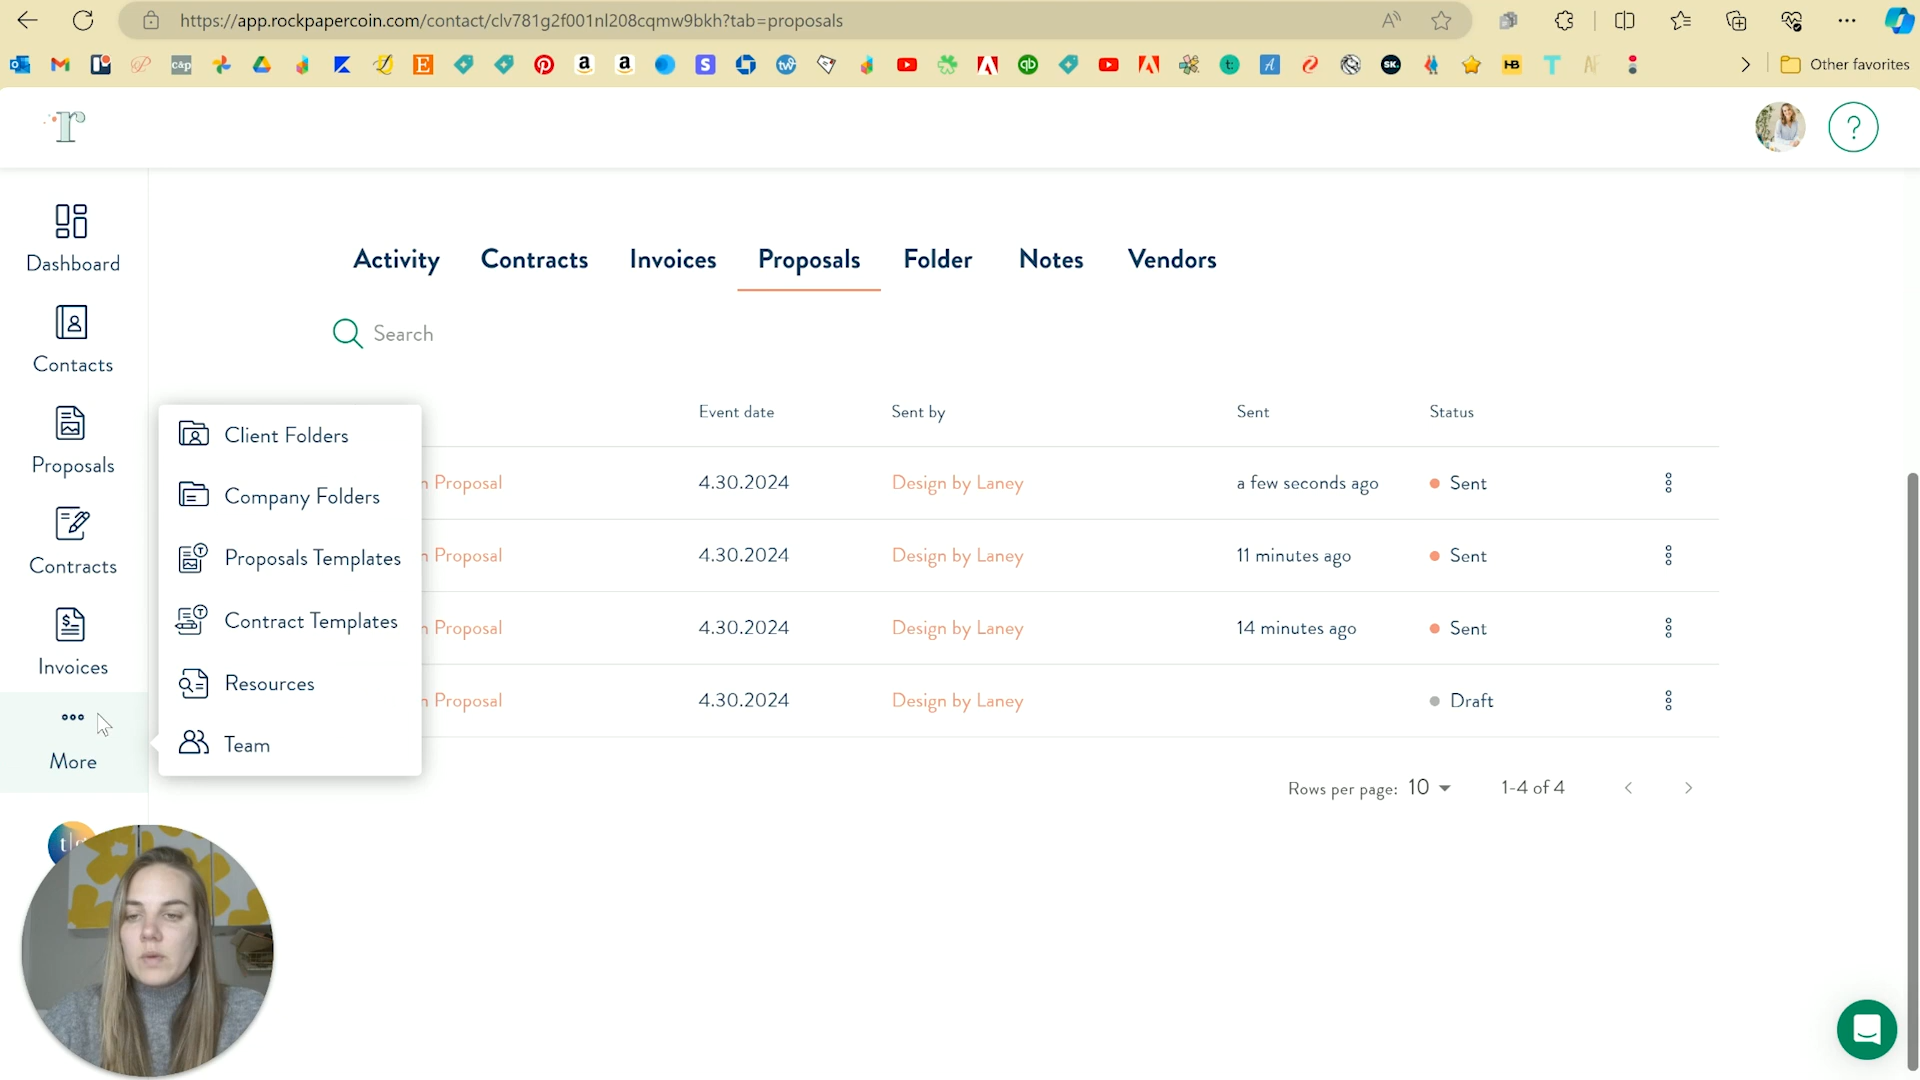 https://app.rockpapercoin.com/contact/clv781g2f001nl208cqmw9bkh?tab=proposals
Other favorites
Dashboard
Contacts
Proposals
Contracts
Invoices
More
Activity Contracts Invoices Proposals Folder Notes Vendors
Search
Client Folders
Company Folders
Proposals Templates
Contract Templates
Resources
Team
Event date Sent by Sent Status
n Proposal 4.30.2024 Design by Laney a few seconds ago Sent
n Proposal 4.30.2024 Design by Laney 11 minutes ago Sent
n Proposal 4.30.2024 Design by Laney 14 minutes ago Sent
n Proposal 4.30.2024 Design by Laney Draft
Rows per page: 10 1-4 of 4